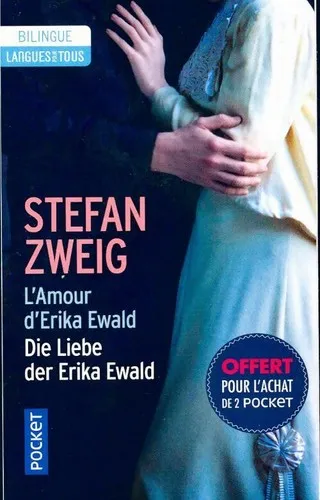 BILINGUE
LANGUES POUR TOUS
STEFAN
ZWEIG
L'Amour
d'Erika Ewald
Die Liebe
der Erika Ewald
OFFERT
POUR L'ACHAT
DE 2 POCKET
POCKET